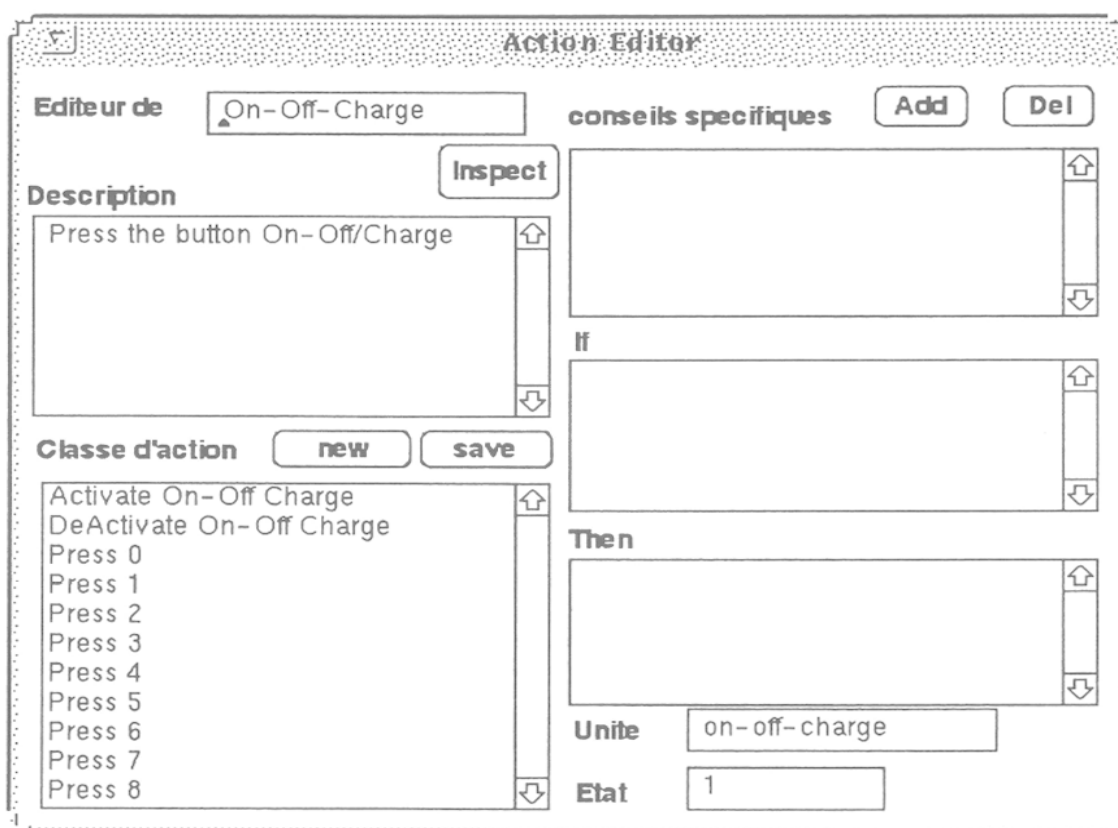 Action Editor
Editeur de
On-Off-Charge
Inspect
Description
Press the button On-Off/Charge
Classe d'action
new
save
Activate On-Off Charge
DeActivate On-Off Charge
Press 0
Press 1
Press 2
Press 3
Press 4
Press 5
Press 6
Press 7
Press 8
conseils specifiques
Add
Del
If
Then
Unite
on-off-charge
Etat
1